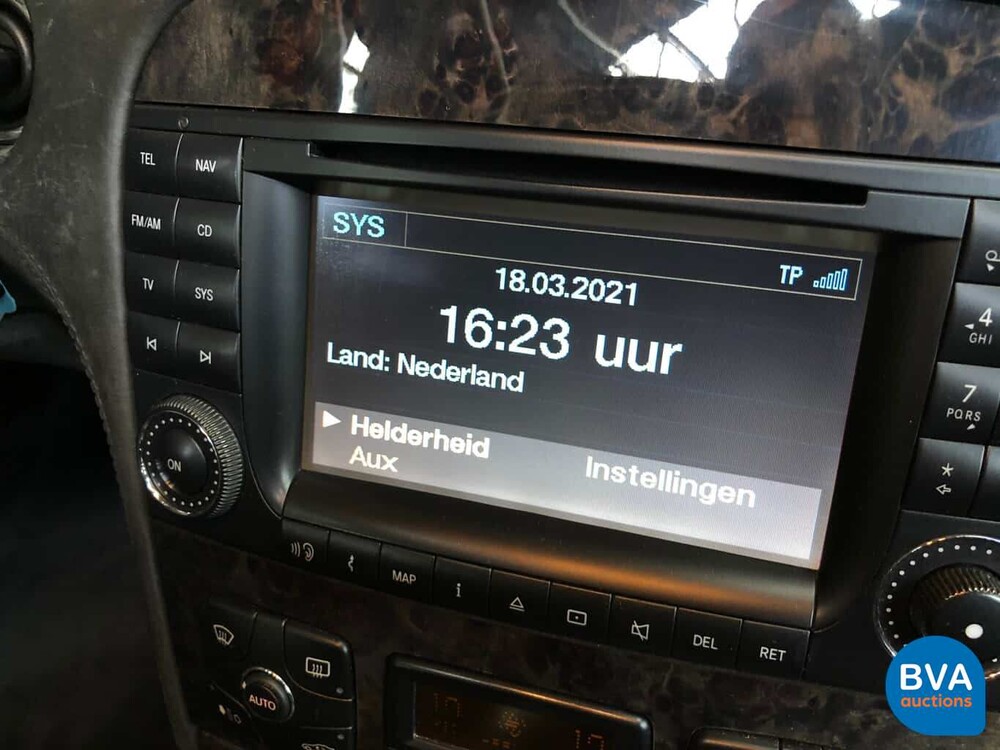 TEL NAV
FM/AM CD
TV SYS
ON
SYS
TP
18.03.2021
16:23 uur
Land: Nederland
Helderheid
Aux Instellingen
4
GHI
7
PQRS
*
MAP i DEL RET
AUTO
BVA
auctions